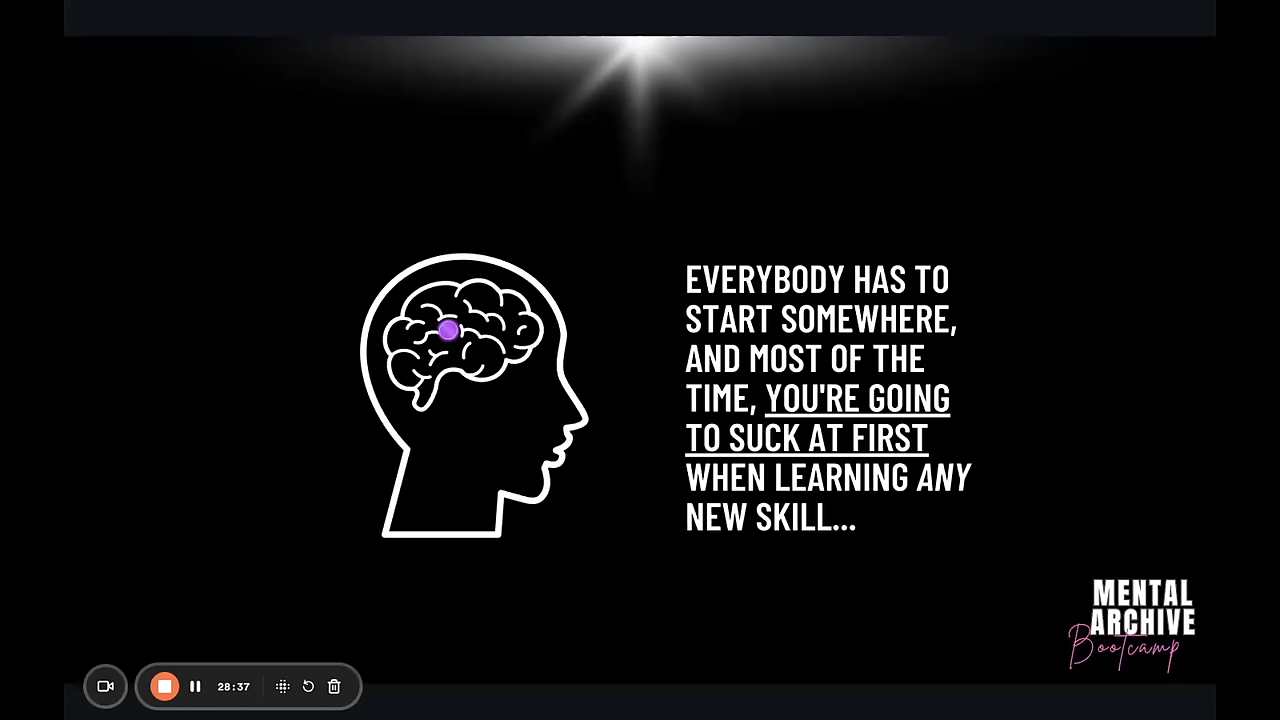 EVERYBODY HAS TO
START SOMEWHERE,
AND MOST OF THE
TIME, YOU'RE GOING
TO SUCK AT FIRST
WHEN LEARNING ANY
NEW SKILL...
MENTAL
ARCHIVE
Bootcamp
28:37